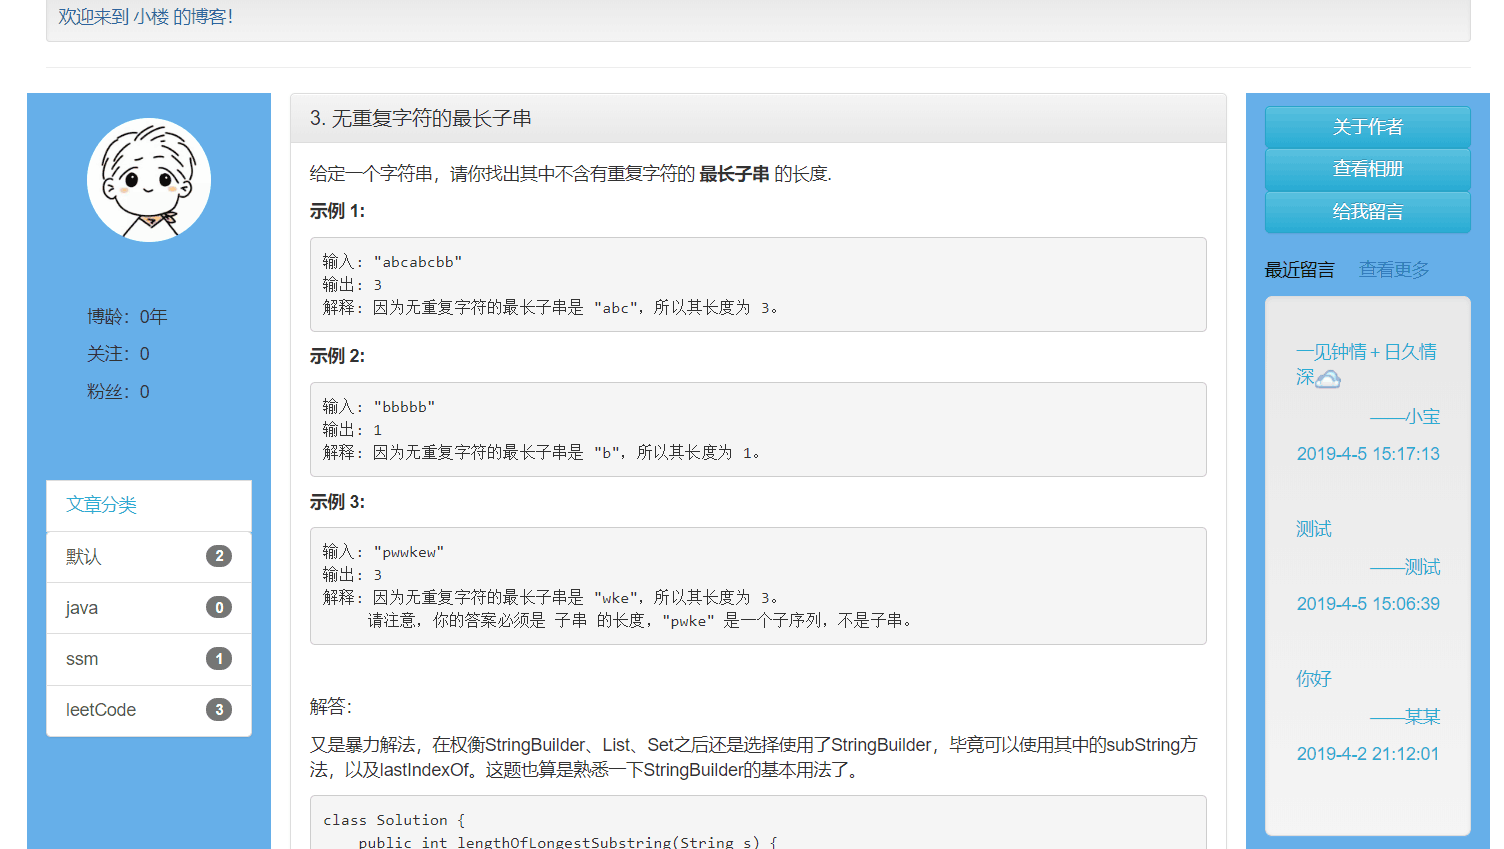 欢迎来到 小楼 的博客！
博龄：0年
关注：0
粉丝：0
文章分类
默认 2
java 0
ssm 1
leetCode 3
3. 无重复字符的最长子串
给定一个字符串，请你找出其中不含有重复字符的 最长子串 的长度.
示例 1:
输入: "abcabcbb"
输出: 3
解释: 因为无重复字符的最长子串是 "abc"，所以其长度为 3。
示例 2:
输入: "bbbbb"
输出: 1
解释: 因为无重复字符的最长子串是 "b"，所以其长度为 1。
示例 3:
输入: "pwwkew"
输出: 3
解释: 因为无重复字符的最长子串是 "wke"，所以其长度为 3。
请注意，你的答案必须是 子串 的长度，"pwke" 是一个子序列，不是子串。
解答：
又是暴力解法，在权衡StringBuilder、List、Set之后还是选择使用了StringBuilder，毕竟可以使用其中的subString方
法，以及lastIndexOf。这题也算是熟悉一下StringBuilder的基本用法了。
class Solution {
public int lengthOfLongestSubstring(String s) {
关于作者
查看相册
给我留言
最近留言 查看更多
一见钟情 + 日久情
深
——小宝
2019-4-5 15:17:13
测试
——测试
2019-4-5 15:06:39
你好
——某某
2019-4-2 21:12:01